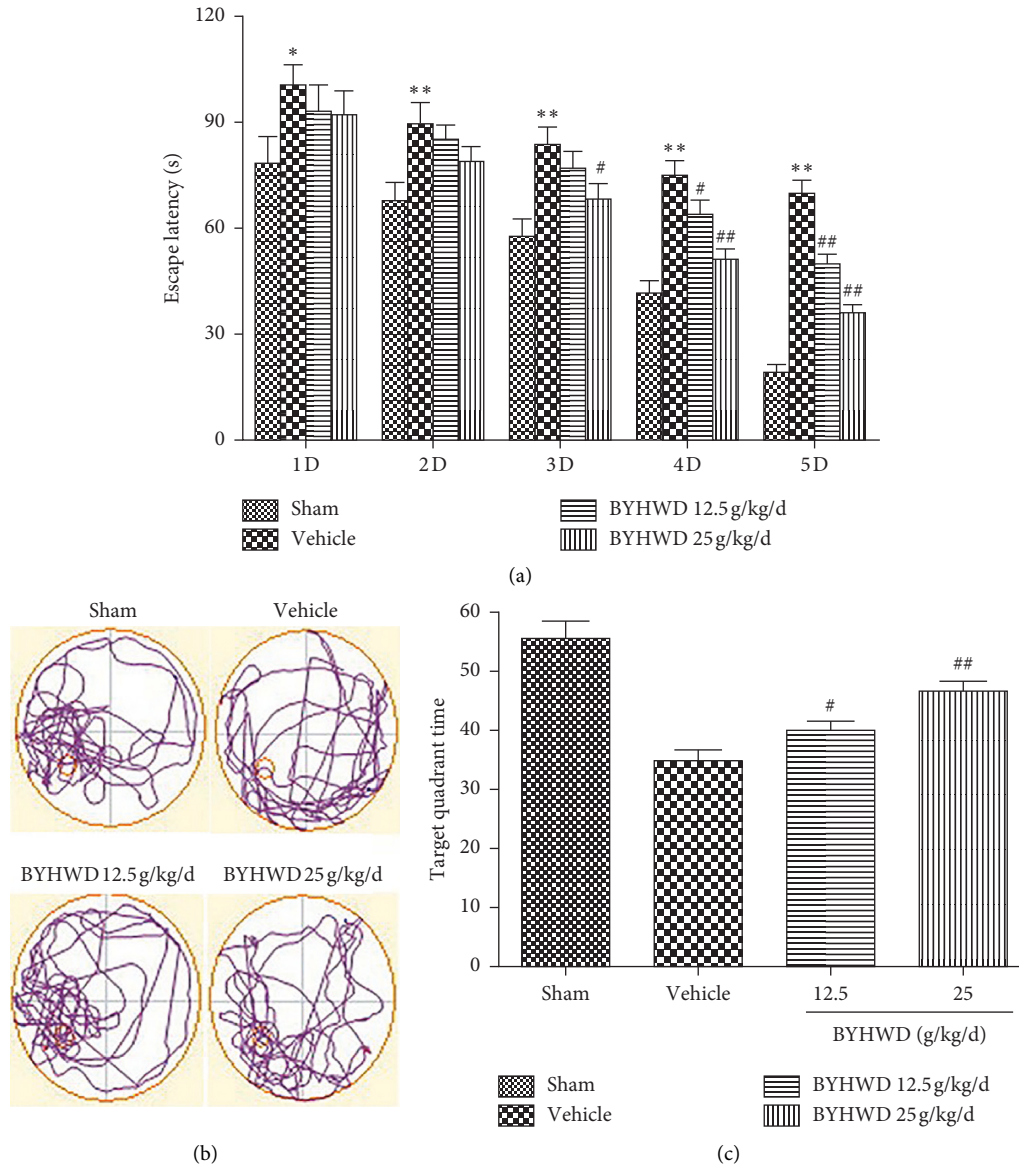 120
90
60
30
0
Escape latency (s)
*
**
**
#
**
#
##
**
##
##
1D 2D 3D 4D 5D
Sham
Vehicle
BYHWD 12.5 g/kg/d
BYHWD 25 g/kg/d
(a)
Sham Vehicle
BYHWD 12.5 g/kg/d BYHWD 25 g/kg/d
(b)
60
50
40
30
20
10
0
Target quadrant time
#
##
Sham Vehicle 12.5 25
BYHWD (g/kg/d)
Sham
Vehicle
BYHWD 12.5 g/kg/d
BYHWD 25 g/kg/d
(c)